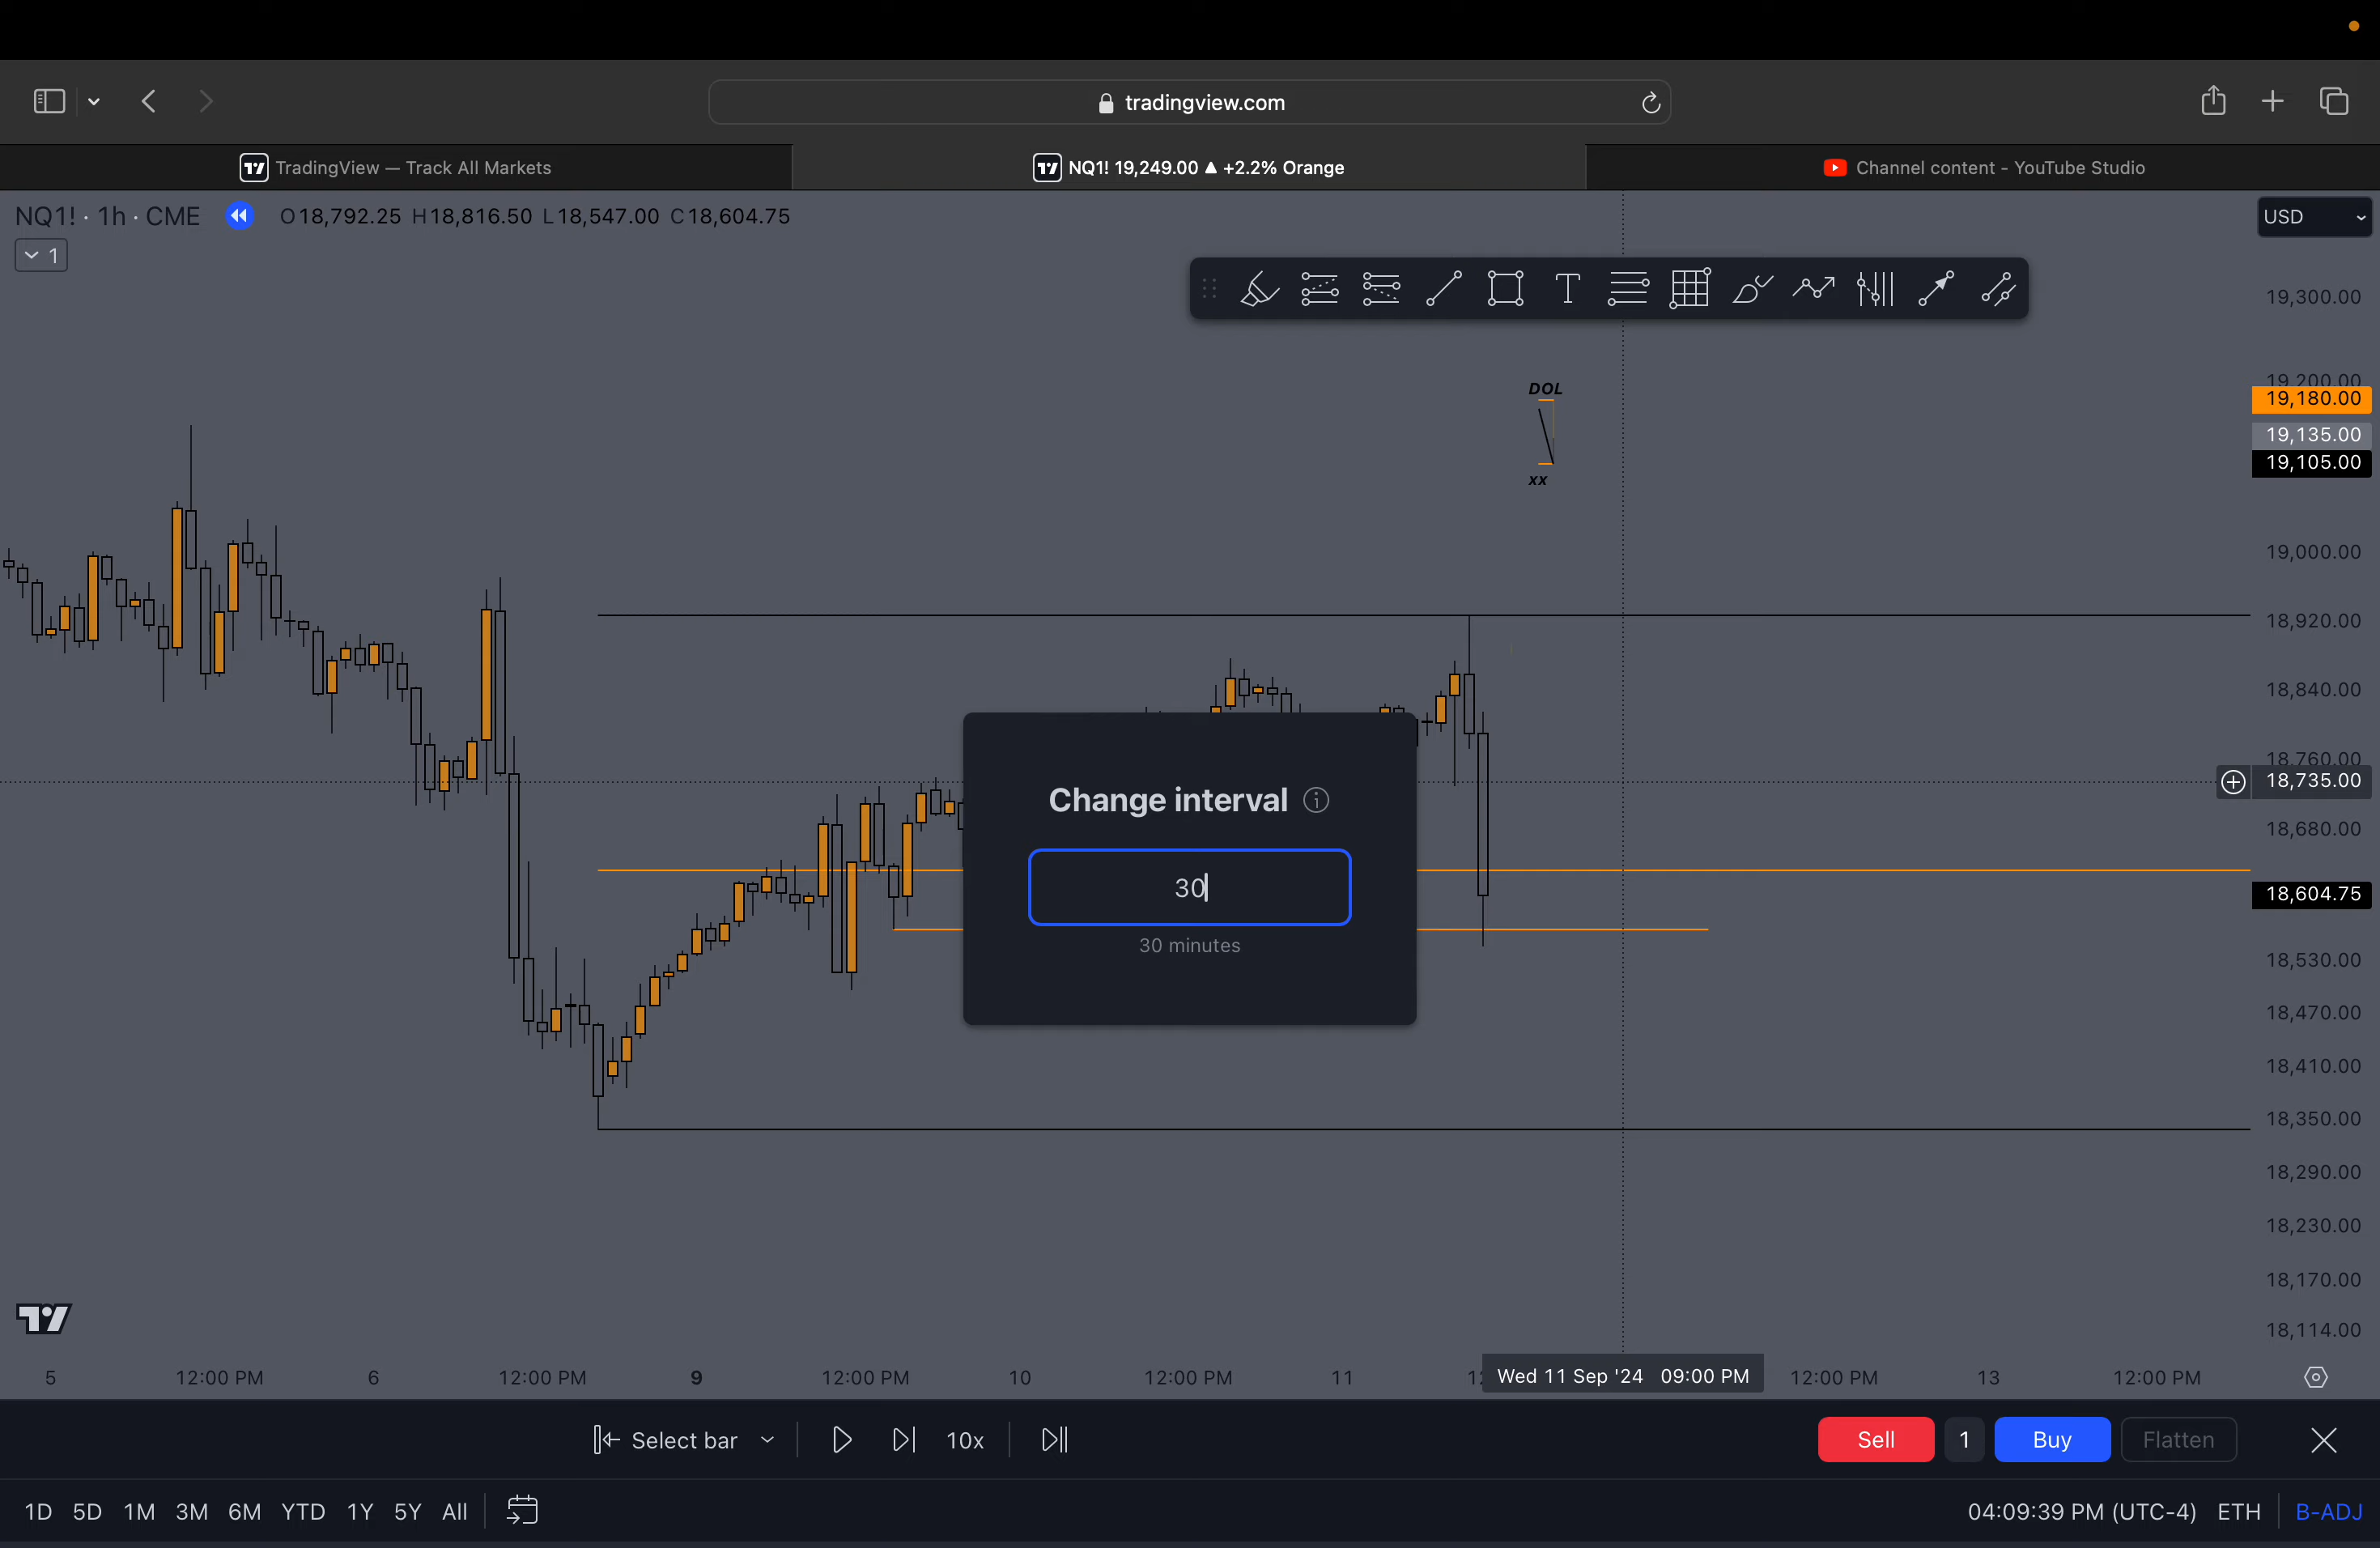 tradingview.com
TradingView — Track All Markets
NQ1! 19,249.00 ▲ +2.2% Orange
Channel content - YouTube Studio
NQ1! · 1h · CME
O18,792.25 H18,816.50 L18,547.00 C18,604.75
USD
1
19,300.00
DOL
19,200.00
19,180.00
19,135.00
19,105.00
xx
19,000.00
18,920.00
18,840.00
18,760.00
18,735.00
Change interval
18,680.00
30
18,604.75
30 minutes
18,530.00
18,470.00
18,410.00
18,350.00
18,290.00
18,230.00
18,170.00
18,114.00
5 12:00 PM 6 12:00 PM 9 12:00 PM 10 12:00 PM 11 Wed 11 Sep '24 09:00 PM 12:00 PM 13 12:00 PM
Select bar 10x Sell 1 Buy Flatten
1D 5D 1M 3M 6M YTD 1Y 5Y All 04:09:39 PM (UTC-4) ETH B-ADJ